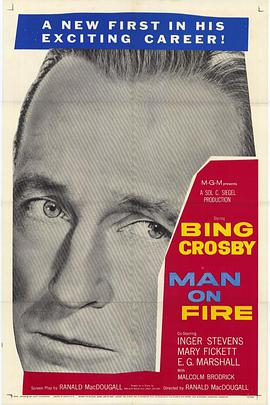 A NEW FIRST IN HIS
EXCITING CAREER!
M-G-M presents
A SOL C. SIEGEL
PRODUCTION
Starring
BING
CROSBY
in
MAN
ON
FIRE
Co-Starring
INGER STEVENS
MARY FICKETT
E. G. MARSHALL
With
MALCOLM BRODRICK
Screen Play by RANALD MacDOUGALL
Directed by RANALD MacDOUGALL